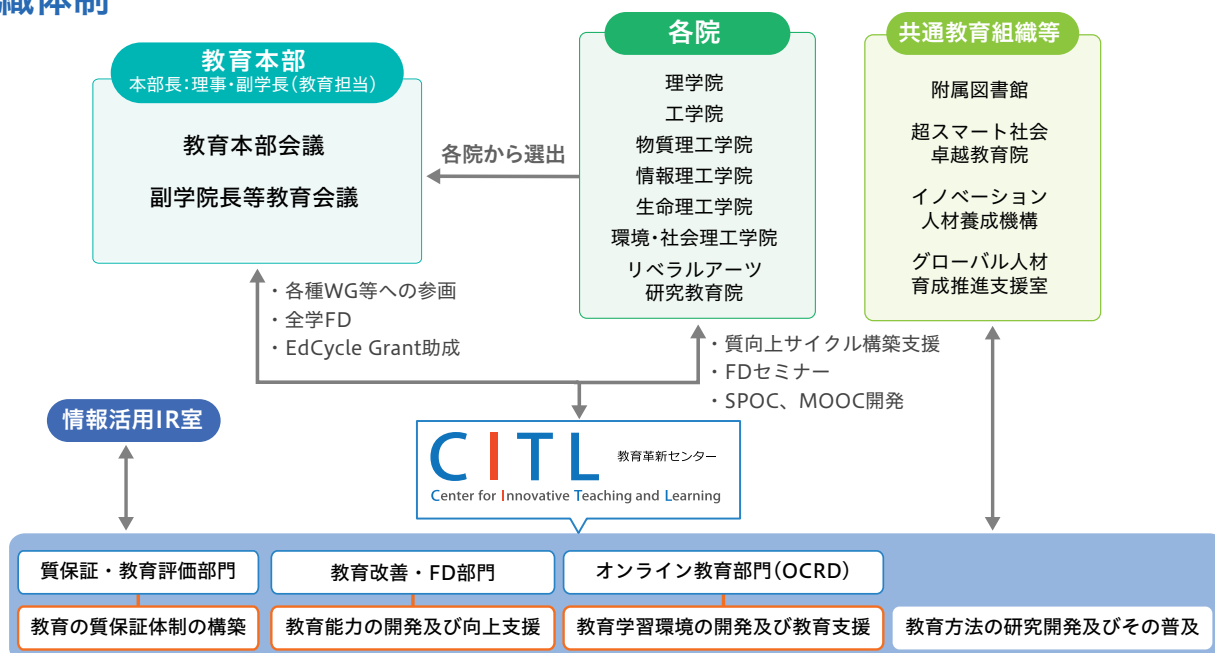 織体制
教育本部
本部長:理事・副学長(教育担当)
教育本部会議
副学院長等教育会議
各院から選出
各院
理学院
工学院
物質理工学院
情報理工学院
生命理工学院
環境・社会理工学院
リベラルアーツ
研究教育院
共通教育組織等
附属図書館
超スマート社会
卓越教育院
イノベーション
人材養成機構
グローバル人材
育成推進支援室
・各種WG等への参画
・全学FD
・EdCycle Grant助成
・質向上サイクル構築支援
・FDセミナー
・SPOC、MOOC開発
情報活用IR室
CITL 教育革新センター
Center for Innovative Teaching and Learning
質保証・教育評価部門
教育改善・FD部門
オンライン教育部門(OCRD)
教育の質保証体制の構築
教育能力の開発及び向上支援
教育学習環境の開発及び教育支援
教育方法の研究開発及びその普及